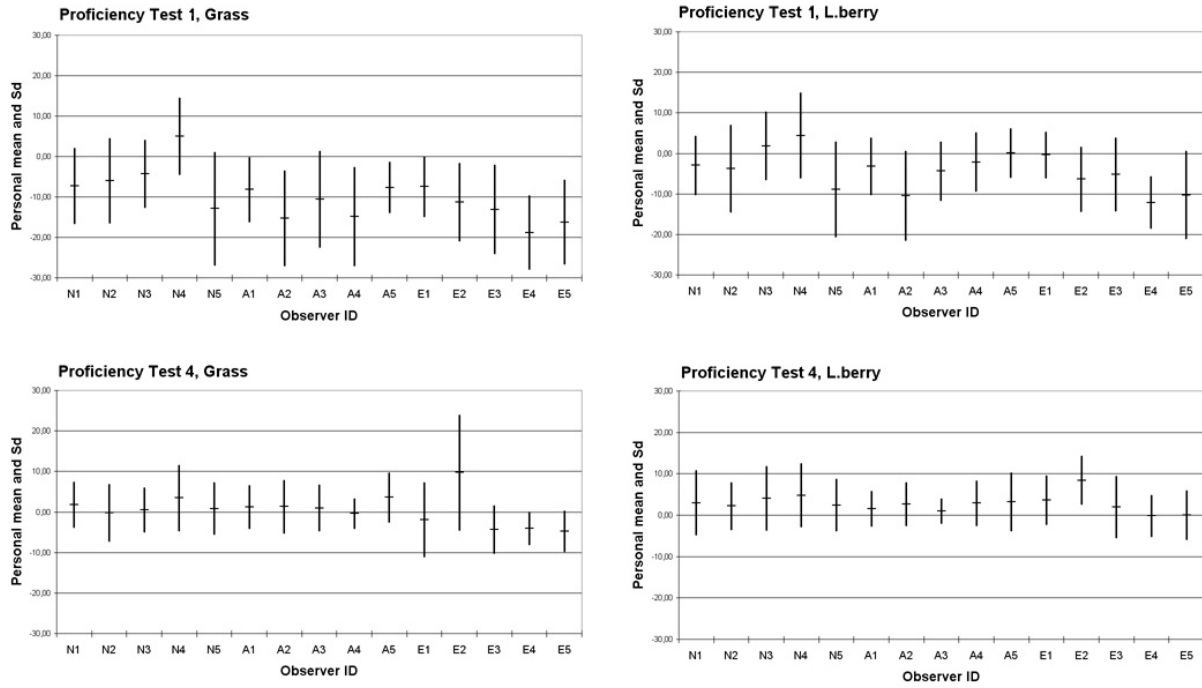 Proficiency Test 1, Grass
Personal mean and Sd
30,00
20,00
10,00
0,00
-10,00
-20,00
-30,00
N1 N2 N3 N4 N5 A1 A2 A3 A4 A5 E1 E2 E3 E4 E5
Observer ID
Proficiency Test 1, L.berry
Personal mean and Sd
30,00
20,00
10,00
0,00
-10,00
-20,00
-30,00
N1 N2 N3 N4 N5 A1 A2 A3 A4 A5 E1 E2 E3 E4 E5
Observer ID
Proficiency Test 4, Grass
Personal mean and Sd
30,00
20,00
10,00
0,00
-10,00
-20,00
-30,00
N1 N2 N3 N4 N5 A1 A2 A3 A4 A5 E1 E2 E3 E4 E5
Observer ID
Proficiency Test 4, L.berry
Personal mean and Sd
30,00
20,00
10,00
0,00
-10,00
-20,00
-30,00
N1 N2 N3 N4 N5 A1 A2 A3 A4 A5 E1 E2 E3 E4 E5
Observer ID